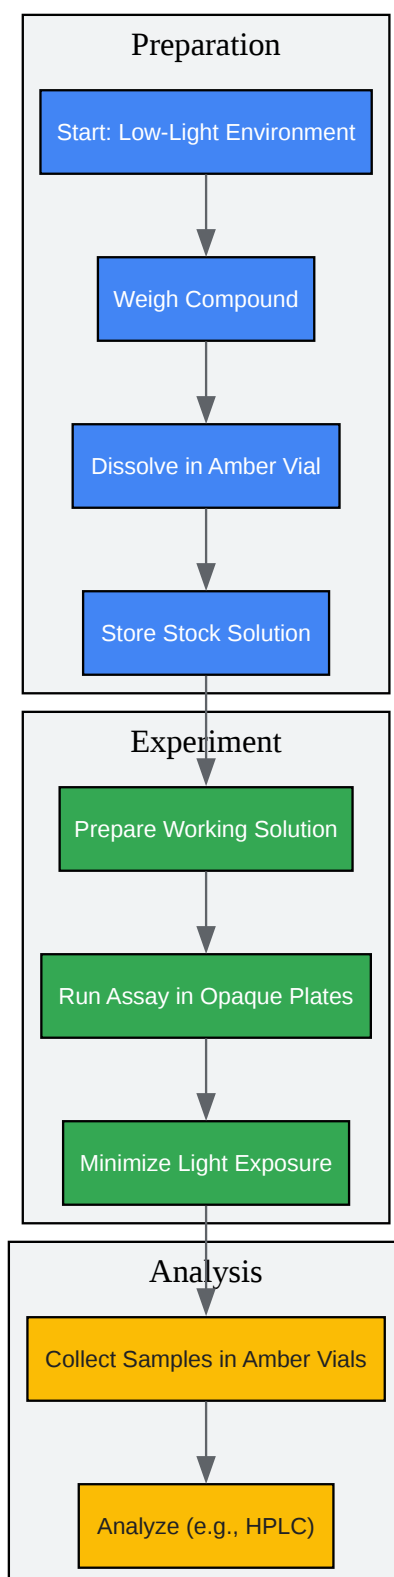 Preparation
Start: Low-Light Environment
Weigh Compound
Dissolve in Amber Vial
Store Stock Solution
Experiment
Prepare Working Solution
Run Assay in Opaque Plates
Minimize Light Exposure
Analysis
Collect Samples in Amber Vials
Analyze (e.g., HPLC)